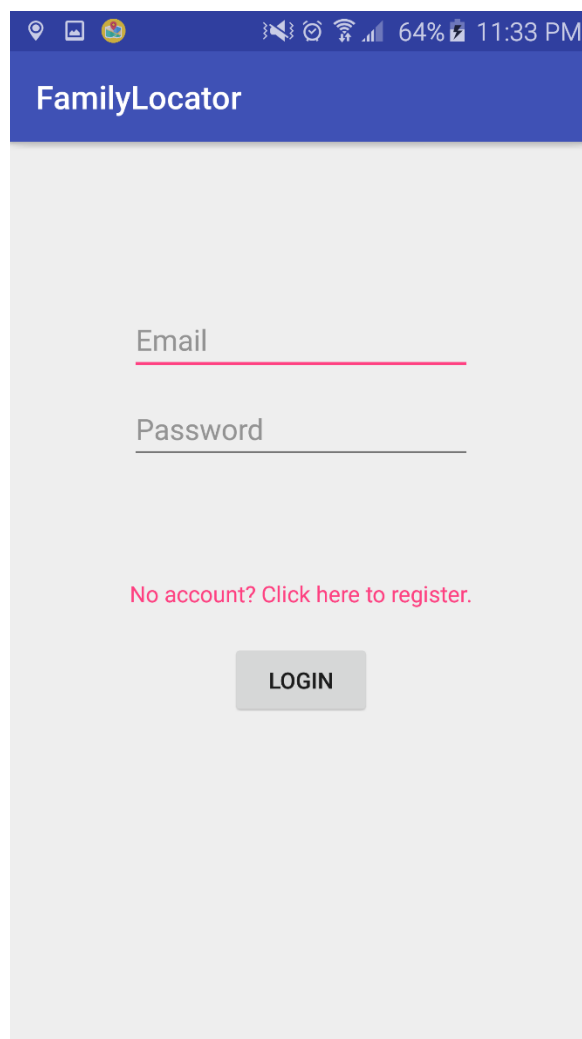 64% 11:33 PM
FamilyLocator
Email
Password
No account? Click here to register.
LOGIN